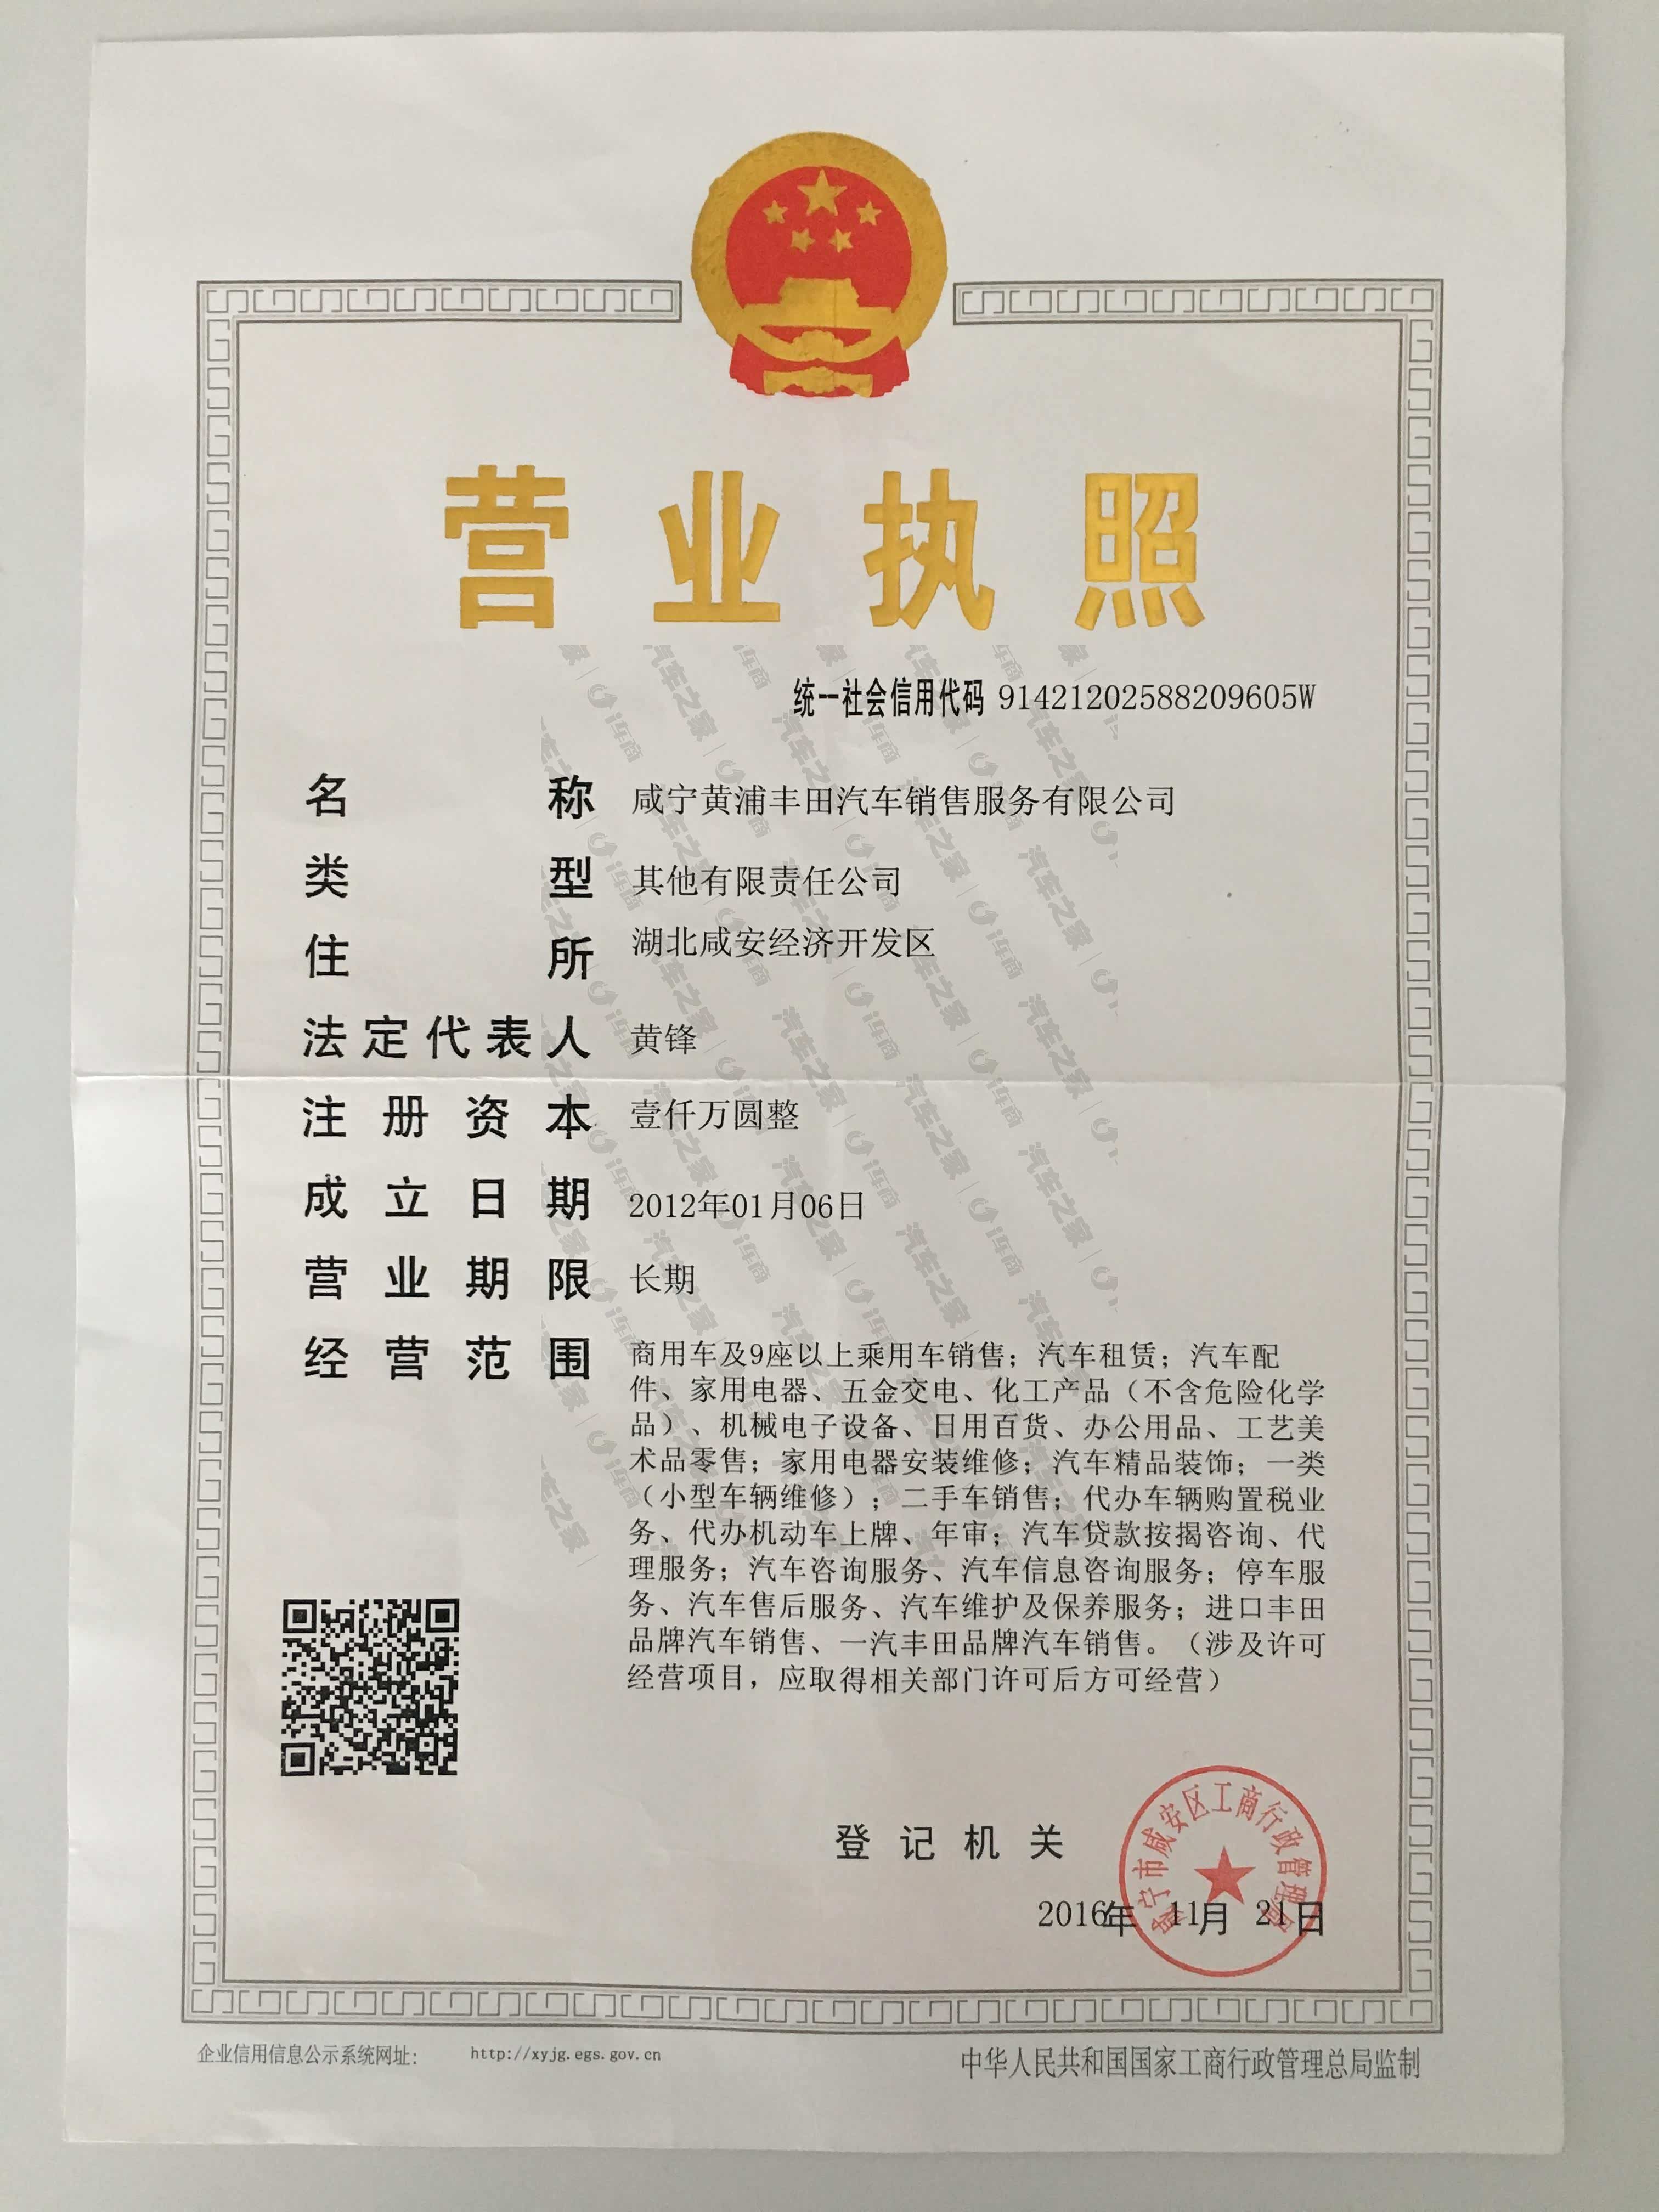 营业执照
统一社会信用代码 91421202588209605W
名称 咸宁黄浦丰田汽车销售服务有限公司
类型 其他有限责任公司
住所 湖北咸安经济开发区
法定代表人 黄锋
注册资本 壹仟万圆整
成立日期 2012年01月06日
营业期限 长期
经营范围 商用车及9座以上乘用车销售；汽车租赁；汽车配
件、家用电器、五金交电、化工产品（不含危险化学
品）、机械电子设备、日用百货、办公用品、工艺美
术品零售；家用电器安装维修；汽车精品装饰；一类
（小型车辆维修）；二手车销售；代办车辆购置税业
务、代办机动车上牌、年审；汽车贷款按揭咨询、代
理服务；汽车咨询服务、汽车信息咨询服务；停车服
务、汽车售后服务、汽车维护及保养服务；进口丰田
品牌汽车销售、一汽丰田品牌汽车销售。（涉及许可
经营项目，应取得相关部门许可后方可经营）
登记机关
咸宁市咸安区工商行政管理局
2016年 11月 21日
企业信用信息公示系统网址： http://xyjg.egs.gov.cn
中华人民共和国国家工商行政管理总局监制